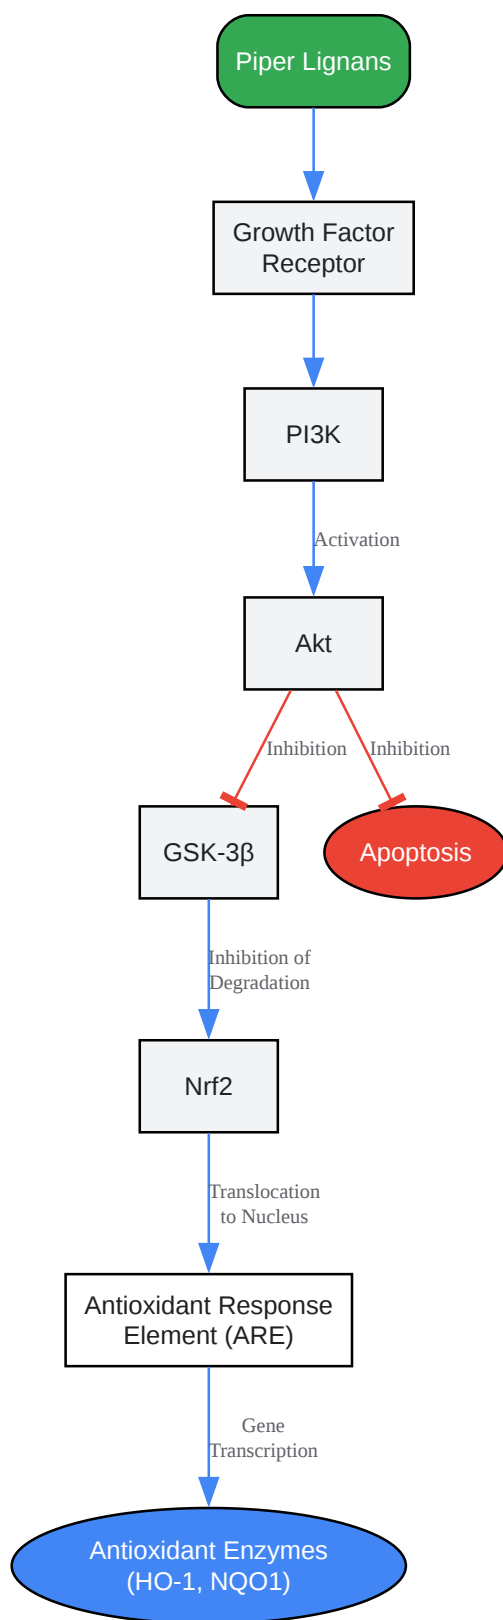 Piper Lignans
Growth Factor
Receptor
PI3K
Activation
Akt
Inhibition
Inhibition
GSK-3β
Apoptosis
Inhibition of
Degradation
Nrf2
Translocation
to Nucleus
Antioxidant Response
Element (ARE)
Gene
Transcription
Antioxidant Enzymes
(HO-1, NQO1)